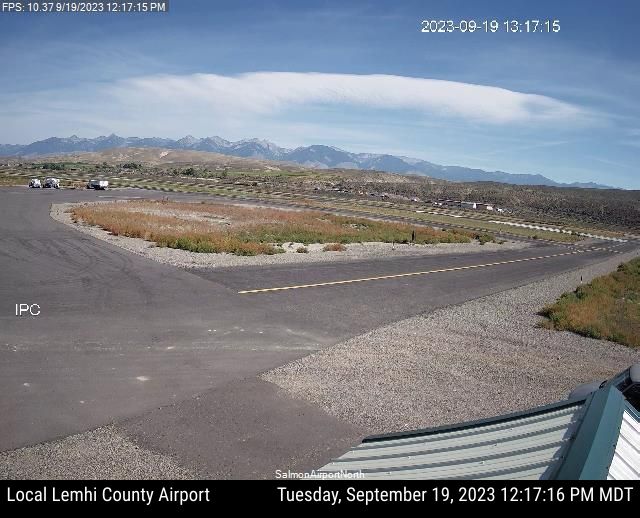 FPS: 10.37 9/19/2023 12:17:15 PM
2023-09-19 13:17:15
IPC
SalmonAirportNorth
Local Lemhi County Airport Tuesday, September 19, 2023 12:17:16 PM MDT